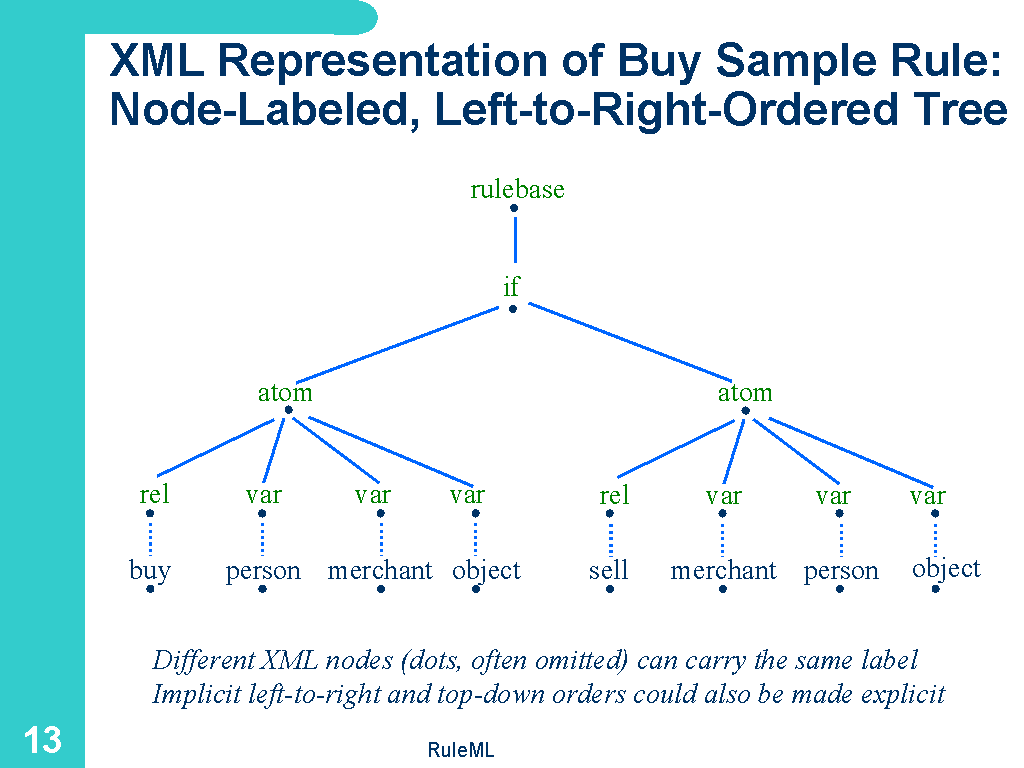 XML Representation of Buy Sample Rule:
Node-Labeled, Left-to-Right-Ordered Tree
rulebase
if
atom atom
rel var var var rel var var var
buy person merchant object sell merchant person object
Different XML nodes (dots, often omitted) can carry the same label
Implicit left-to-right and top-down orders could also be made explicit
13
RuleML